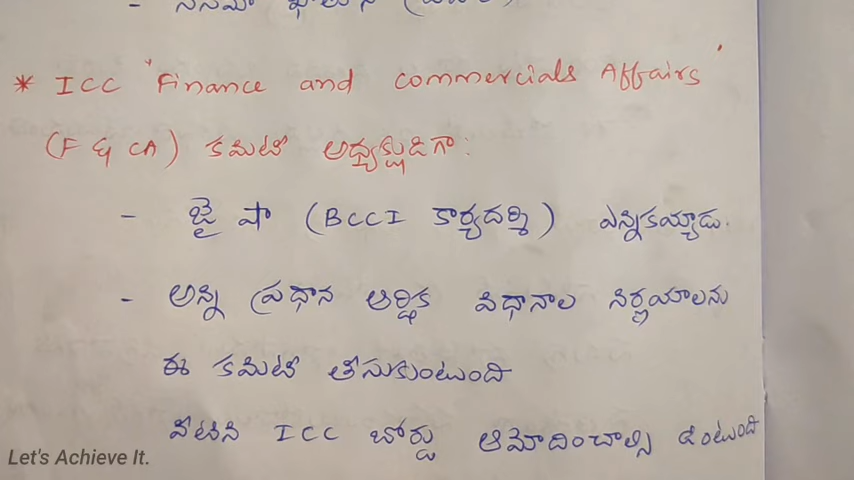 * ICC 'Finance and commercials Affairs'
(F & CA) కమిటీ అధ్యక్షుడిగా:
- జై షా (BCCI కార్యదర్శి) ఎన్నికయ్యాడు.
- అన్ని ప్రధాన ఆర్థిక విధానాల నిర్ణయాలను
ఈ కమిటీ తీసుకుంటుంది
వీటిని ICC బోర్డు ఆమోదించాల్సి ఉంటుంది
Let's Achieve It.